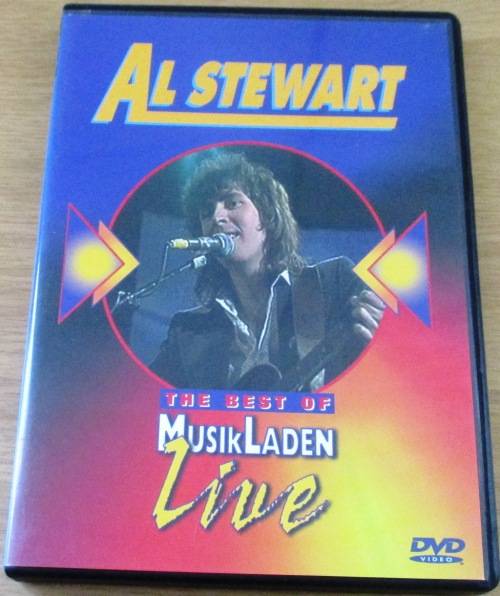 AL STEWART
THE BEST OF
MUSIKLADEN
Live
DVD
VIDEO